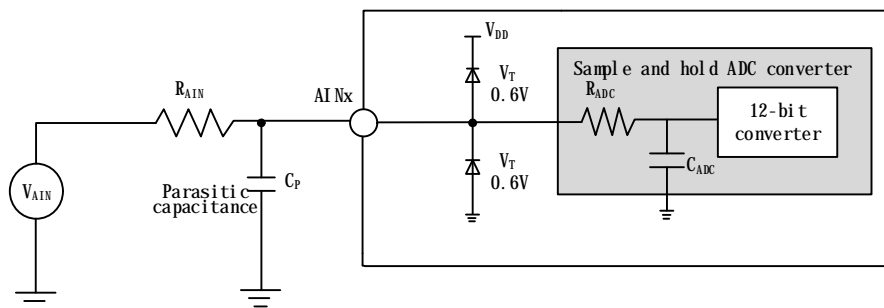 V_DD
Sample and hold ADC converter
V_T
0.6V
R_AIN
AINx
R_ADC
12-bit
converter
V_T
0.6V
C_P
C_ADC
V_AIN
Parasitic
capacitance